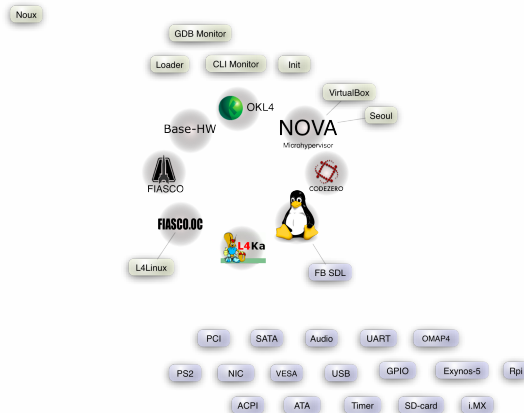 Noux
GDB Monitor
Loader
CLI Monitor
Init
VirtualBox
Seoul
OKL4
Base-HW
NOVA
Microhypervisor
FIASCO
CODEZERO
FIASCO.OC
L4Ka
L4Linux
FB SDL
PCI
SATA
Audio
UART
OMAP4
PS2
NIC
VESA
USB
GPIO
Exynos-5
Rpi
ACPI
ATA
Timer
SD-card
i.MX